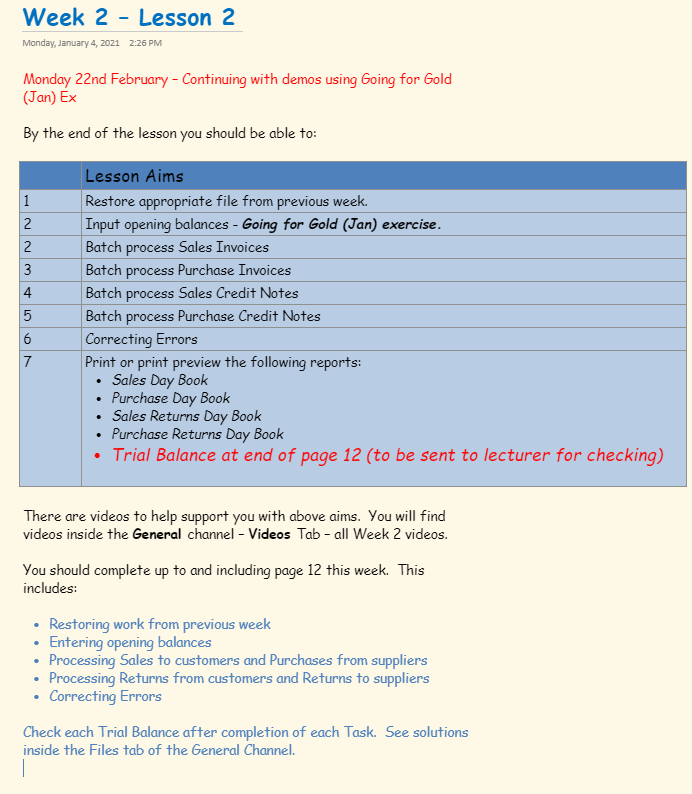 Week 2 – Lesson 2
Monday, January 4, 2021 2:26 PM
Monday 22nd February – Continuing with demos using Going for Gold
(Jan) Ex
By the end of the lesson you should be able to:
Lesson Aims
1 Restore appropriate file from previous week.
2 Input opening balances - Going for Gold (Jan) exercise.
2 Batch process Sales Invoices
3 Batch process Purchase Invoices
4 Batch process Sales Credit Notes
5 Batch process Purchase Credit Notes
6 Correcting Errors
7 Print or print preview the following reports:
• Sales Day Book
• Purchase Day Book
• Sales Returns Day Book
• Purchase Returns Day Book
• Trial Balance at end of page 12 (to be sent to lecturer for checking)
There are videos to help support you with above aims. You will find
videos inside the General channel – Videos Tab – all Week 2 videos.
You should complete up to and including page 12 this week. This
includes:
• Restoring work from previous week
• Entering opening balances
• Processing Sales to customers and Purchases from suppliers
• Processing Returns from customers and Returns to suppliers
• Correcting Errors
Check each Trial Balance after completion of each Task. See solutions
inside the Files tab of the General Channel.